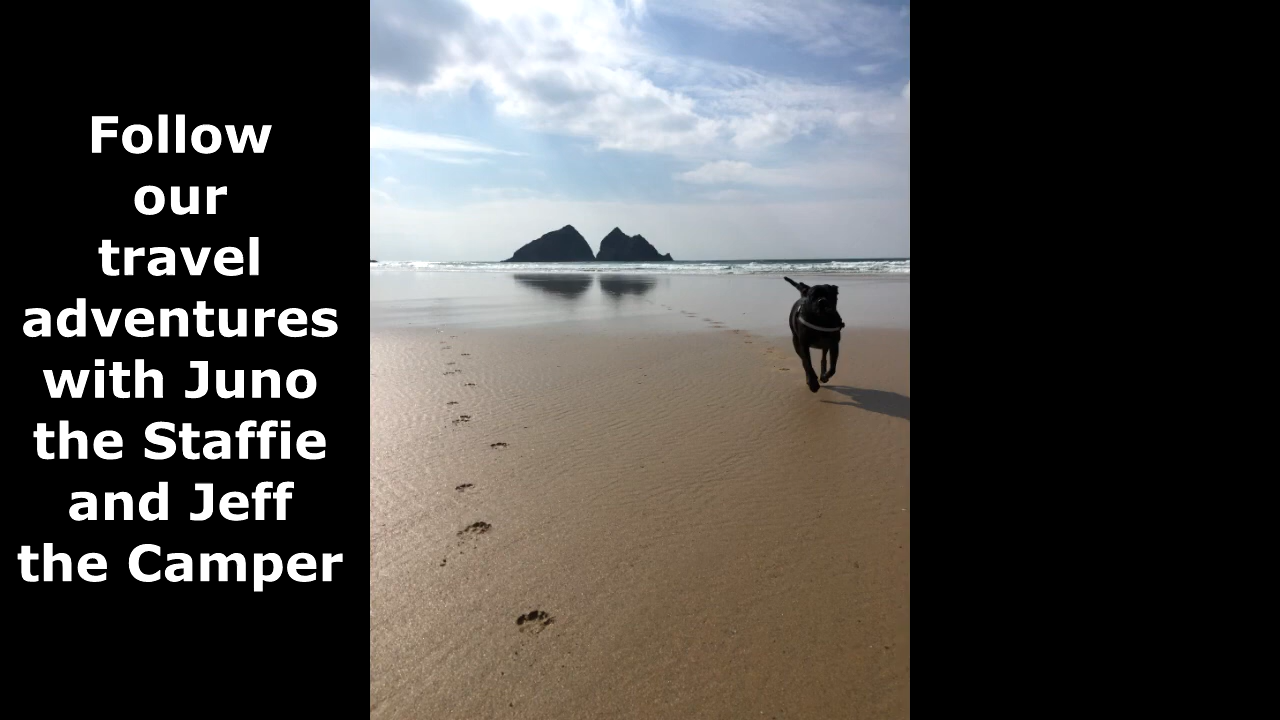 Follow
our
travel
adventures
with Juno
the Staffie
and Jeff
the Camper